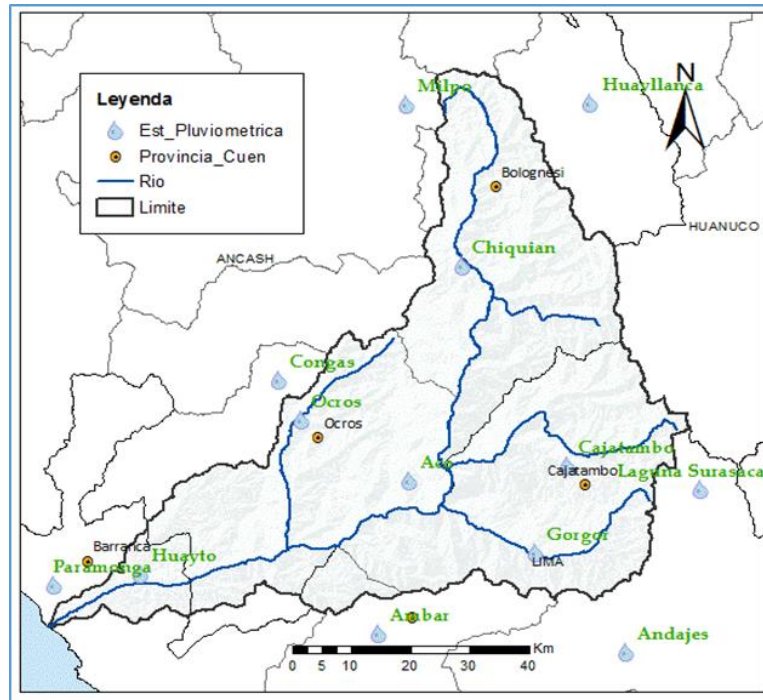 Leyenda
Est_Pluviometrica
Provincia_Cuen
Rio
Limite
Milpo
Huayllanca
N
Bolognesi
HUANUCO
ANCASH
Chiquian
Congas
Ocros
Ocros
Aco
Cajatambo
Cajatambo
Laguna Surasaca
Gorgor
LIMA
Barranca
Huayto
Paramonga
Ambar
Andajes
Km
0 5 10 20 30 40